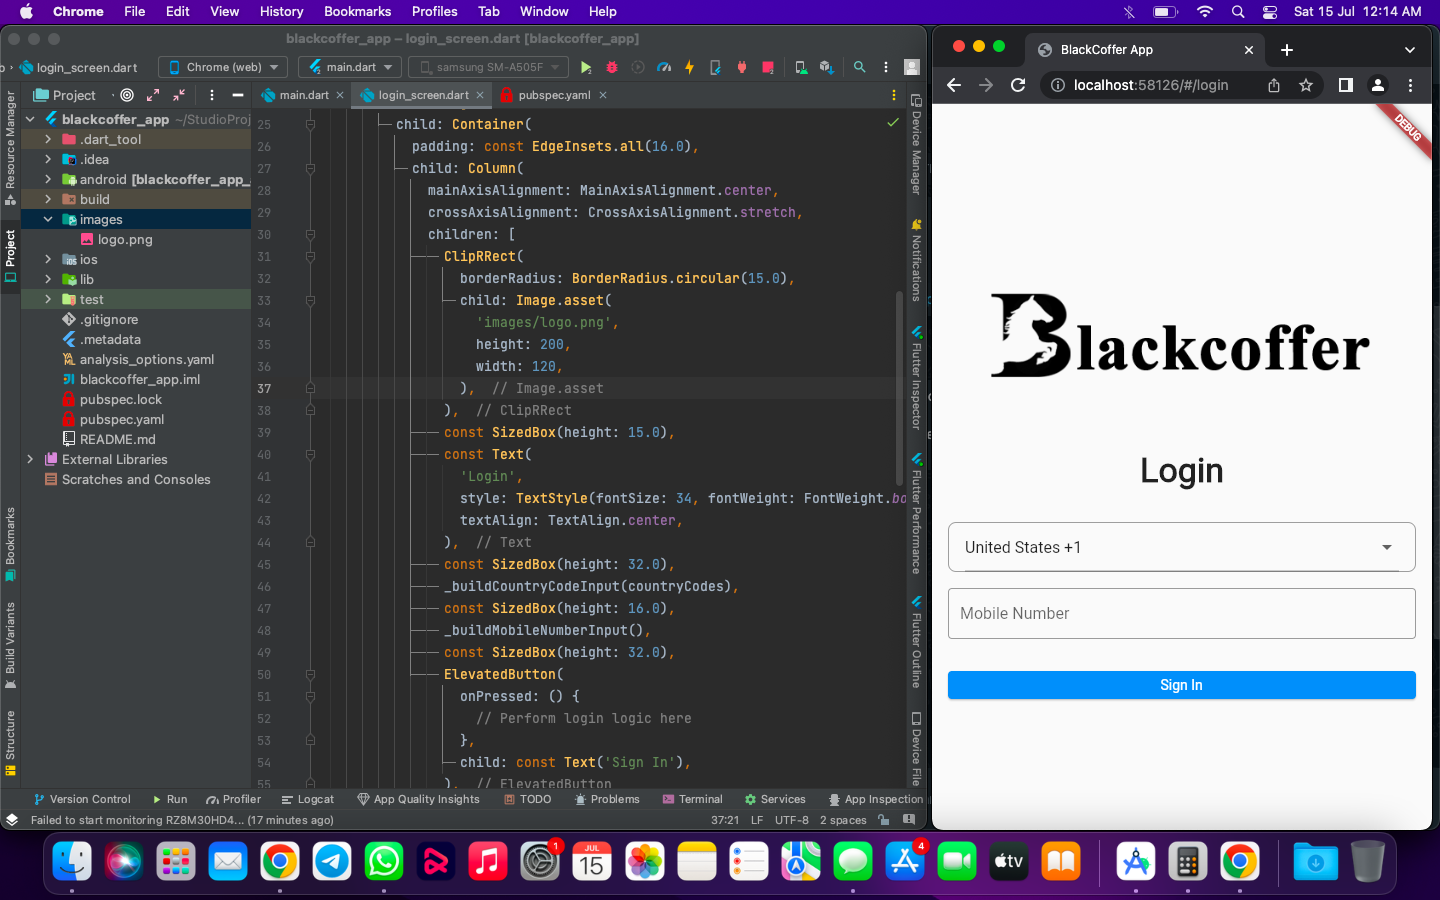 Chrome File Edit View History Bookmarks Profiles Tab Window Help Sat 15 Jul 12:14 AM
blackcoffer_app – login_screen.dart [blackcoffer_app]
login_screen.dart Chrome (web) main.dart samsung SM-A505F
Project main.dart login_screen.dart pubspec.yaml
blackcoffer_app ~/StudioProj
.dart_tool
.idea
android [blackcoffer_app_
build
images
logo.png
ios
lib
test
.gitignore
.metadata
analysis_options.yaml
blackcoffer_app.iml
pubspec.lock
pubspec.yaml
README.md
External Libraries
Scratches and Consoles
Resource Manager
Project
Bookmarks
Build Variants
Structure
25 child: Container(
26 padding: const EdgeInsets.all(16.0),
27 child: Column(
28 mainAxisAlignment: MainAxisAlignment.center,
29 crossAxisAlignment: CrossAxisAlignment.stretch,
30 children: [
31 ClipRRect(
32 borderRadius: BorderRadius.circular(15.0),
33 child: Image.asset(
34 'images/logo.png',
35 height: 200,
36 width: 120,
37 ), // Image.asset
38 ), // ClipRRect
39 const SizedBox(height: 15.0),
40 const Text(
41 'Login',
42 style: TextStyle(fontSize: 34, fontWeight: FontWeight.bo
43 textAlign: TextAlign.center,
44 ), // Text
45 const SizedBox(height: 32.0),
46 _buildCountryCodeInput(countryCodes),
47 const SizedBox(height: 16.0),
48 _buildMobileNumberInput(),
49 const SizedBox(height: 32.0),
50 ElevatedButton(
51 onPressed: () {
52 // Perform login logic here
53 },
54 child: const Text('Sign In'),
55 ), // ElevatedButton
Device Manager
Notifications
Flutter Inspector
Flutter Performance
Flutter Outline
Device File
Version Control Run Profiler Logcat App Quality Insights TODO Problems Terminal Services App Inspection
Failed to start monitoring RZ8M30HD4... (17 minutes ago) 37:21 LF UTF-8 2 spaces
BlackCoffer App
localhost:58126/#/login
DEBUG
Blackcoffer
Login
United States +1
Mobile Number
Sign In
1
JUL
15
4
tv